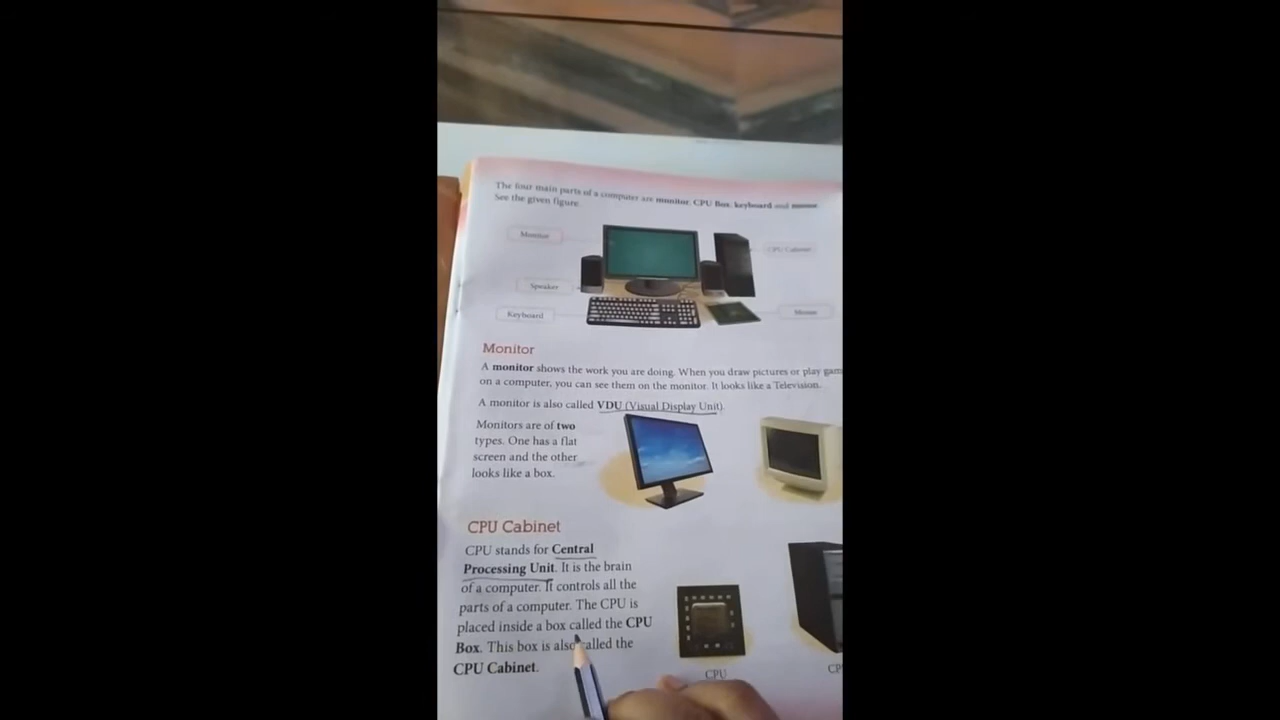 The four main parts of a computer are monitor, CPU Box, keyboard and mouse.
See the given figure.
Monitor
CPU Cabinet
Speaker
Keyboard
Mouse
Monitor
A monitor shows the work you are doing. When you draw pictures or play gam
on a computer, you can see them on the monitor. It looks like a Television.
A monitor is also called VDU (Visual Display Unit).
Monitors are of two
types. One has a flat
screen and the other
looks like a box.
CPU Cabinet
CPU stands for Central
Processing Unit. It is the brain
of a computer. It controls all the
parts of a computer. The CPU is
placed inside a box called the CPU
Box. This box is also called the
CPU Cabinet.
CPU
CP